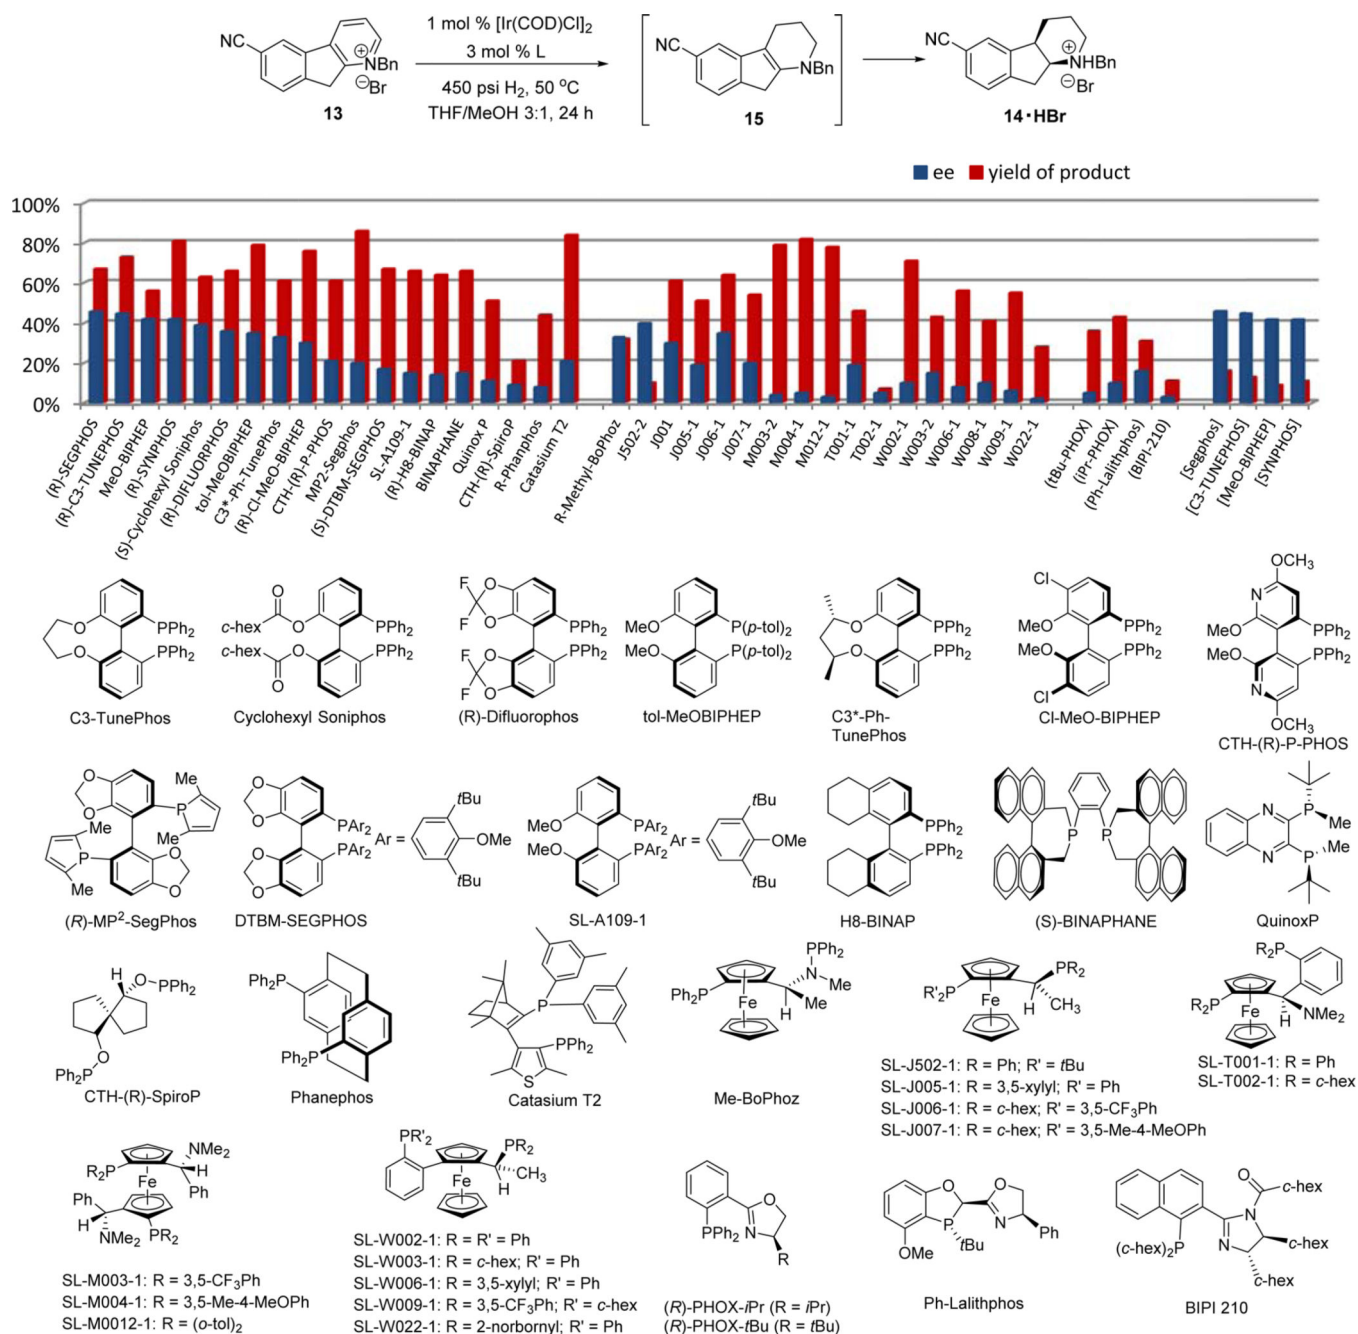 NC
N
+
Bn
−Br
13
1 mol % [Ir(COD)Cl]2
3 mol % L
450 psi H2, 50 °C
THF/MeOH 3:1, 24 h
NC
NBn
15
NC
+
NHBn
−Br
14·HBr
ee
yield of product
100%
80%
60%
40%
20%
0%
(R)-SEGPHOS
(R)-C3-TUNEPHOS
MeO-BIPHEP
(R)-SYNPHOS
(S)-Cyclohexyl Soniphos
(R)-DIFLUORPHOS
tol-MeOBIPHEP
C3*-Ph-TunePhos
(R)-Cl-MeO-BIPHEP
CTH-(R)-P-PHOS
MP2-Segphos
(S)-DTBM-SEGPHOS
SL-A109-1
(R)-H8-BINAP
BINAPHANE
Quinox P
CTH-(R)-SpiroP
R-Phanphos
Catasium T2
R-Methyl-BoPhoz
J502-2
J001
J005-1
J006-1
J007-1
M003-2
M004-1
M012-1
T001-1
T002-1
W002-1
W003-2
W006-1
W008-1
W009-1
W022-1
(tBu-PHOX)
(iPr-PHOX)
(Ph-Lalithphos)
(BIPI-210)
[Segphos]
[C3-TUNEPHOS]
[MeO-BIPHEP]
[SYNPHOS]
O
O
PPh2
PPh2
C3-TunePhos
O
c-hex
O
PPh2
c-hex
O
PPh2
O
Cyclohexyl Soniphos
F
O
F
O
PPh2
F
O
PPh2
F
O
(R)-Difluorophos
MeO
P(p-tol)2
MeO
P(p-tol)2
tol-MeOBIPHEP
O
PPh2
O
PPh2
C3*-Ph-
TunePhos
Cl
MeO
PPh2
MeO
PPh2
Cl
Cl-MeO-BIPHEP
OCH3
N
MeO
PPh2
MeO
PPh2
N
OCH3
CTH-(R)-P-PHOS
O
Me
O
P
Me
Me
P
O
Me
O
(R)-MP2-SegPhos
O
O
PAr2
O
PAr2
O
Ar =
tBu
OMe
tBu
DTBM-SEGPHOS
MeO
PAr2
MeO
PAr2
Ar =
tBu
OMe
tBu
SL-A109-1
PPh2
PPh2
H8-BINAP
P
P
(S)-BINAPHANE
N
P
Me
Me
N
P
QuinoxP
H
O
PPh2
O
Ph2P
CTH-(R)-SpiroP
PPh2
Ph2P
Phanephos
P
PPh2
S
Catasium T2
PPh2
N
Me
Ph2P
H
Me
Fe
Me-BoPhoz
PR2
R'2P
H
CH3
Fe
SL-J502-1: R = Ph; R' = tBu
SL-J005-1: R = 3,5-xylyl; R' = Ph
SL-J006-1: R = c-hex; R' = 3,5-CF3Ph
SL-J007-1: R = c-hex; R' = 3,5-Me-4-MeOPh
R2P
R2P
Fe
H
NMe2
SL-T001-1: R = Ph
SL-T002-1: R = c-hex
NMe2
R2P
H
Ph
Fe
Ph
H
NMe2
PR2
SL-M003-1: R = 3,5-CF3Ph
SL-M004-1: R = 3,5-Me-4-MeOPh
SL-M0012-1: R = (o-tol)2
PR'2
PR2
CH3
H
Fe
SL-W002-1: R = R' = Ph
SL-W003-1: R = c-hex; R' = Ph
SL-W006-1: R = 3,5-xylyl; R' = Ph
SL-W009-1: R = 3,5-CF3Ph; R' = c-hex
SL-W022-1: R = 2-norbornyl; R' = Ph
O
PPh2
N
R
(R)-PHOX-iPr (R = iPr)
(R)-PHOX-tBu (R = tBu)
O
O
P
N
Ph
OMe
tBu
Ph-Lalithphos
O
c-hex
N
(c-hex)2P
N
c-hex
c-hex
BIPI 210